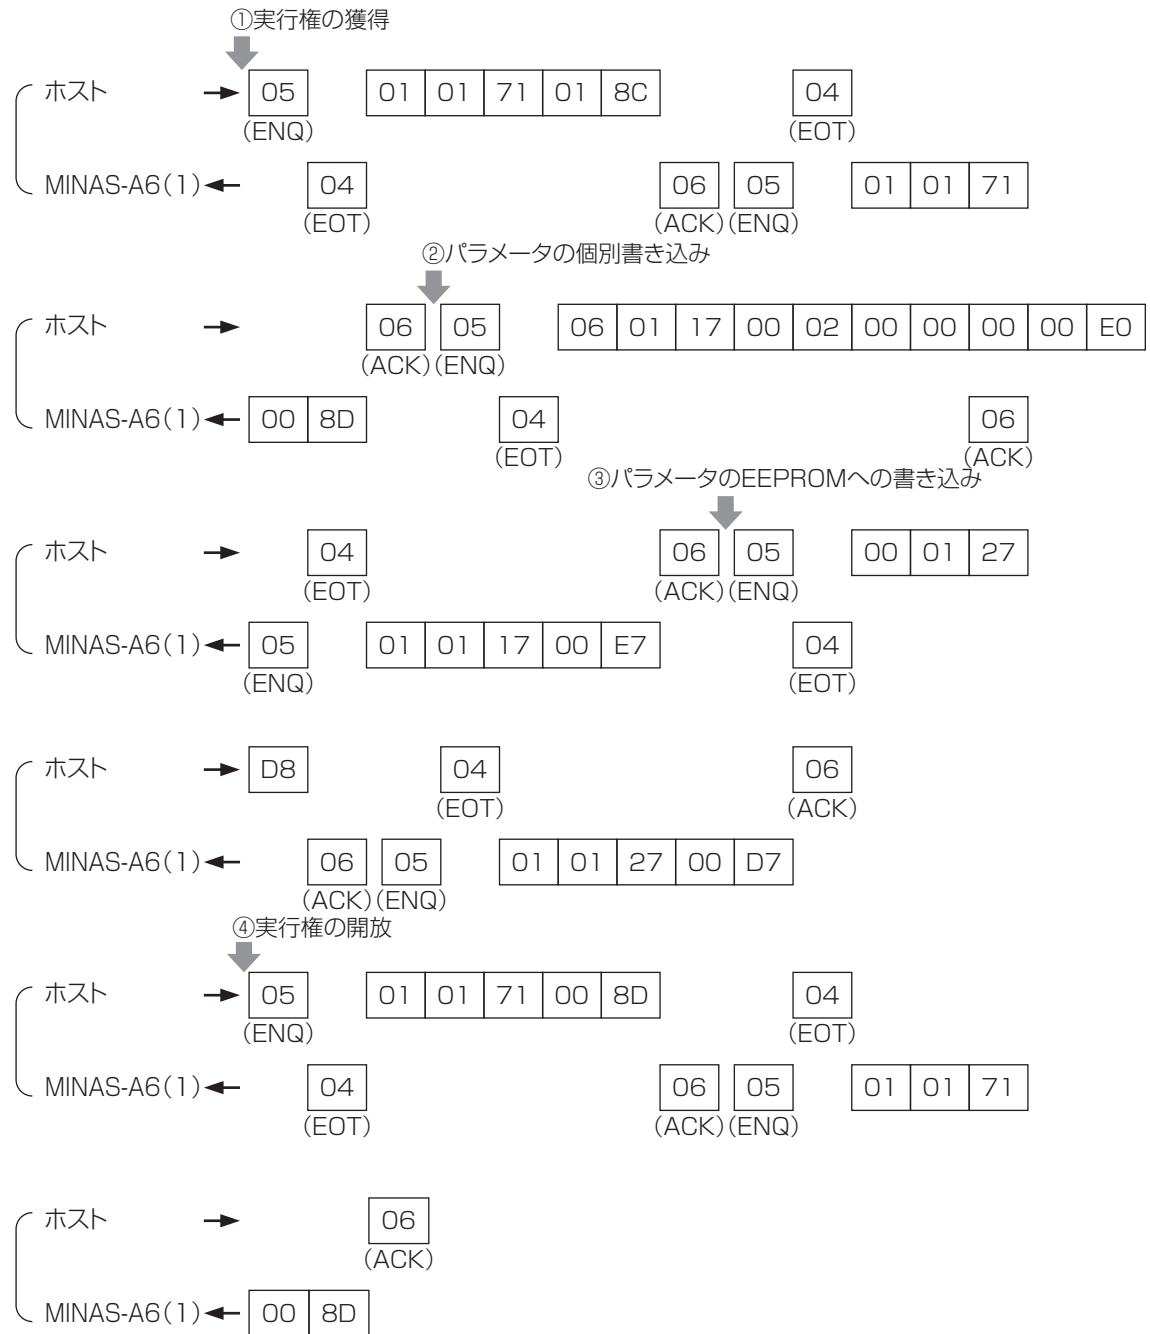 ①実行権の獲得
ホスト → 05 01 01 71 01 8C 04
(ENQ) (EOT)
MINAS-A6(1) ← 04 06 05 01 01 71
(EOT) (ACK) (ENQ)
②パラメータの個別書き込み
ホスト → 06 05 06 01 17 00 02 00 00 00 00 E0
(ACK) (ENQ)
MINAS-A6(1) ← 00 8D 04 06
(EOT) (ACK)
③パラメータのEEPROMへの書き込み
ホスト → 04 06 05 00 01 27
(EOT) (ACK) (ENQ)
MINAS-A6(1) ← 05 01 01 17 00 E7 04
(ENQ) (EOT)
ホスト → D8 04 06
(EOT) (ACK)
MINAS-A6(1) ← 06 05 01 01 27 00 D7
(ACK) (ENQ)
④実行権の開放
ホスト → 05 01 01 71 00 8D 04
(ENQ) (EOT)
MINAS-A6(1) ← 04 06 05 01 01 71
(EOT) (ACK) (ENQ)
ホスト → 06
(ACK)
MINAS-A6(1) ← 00 8D